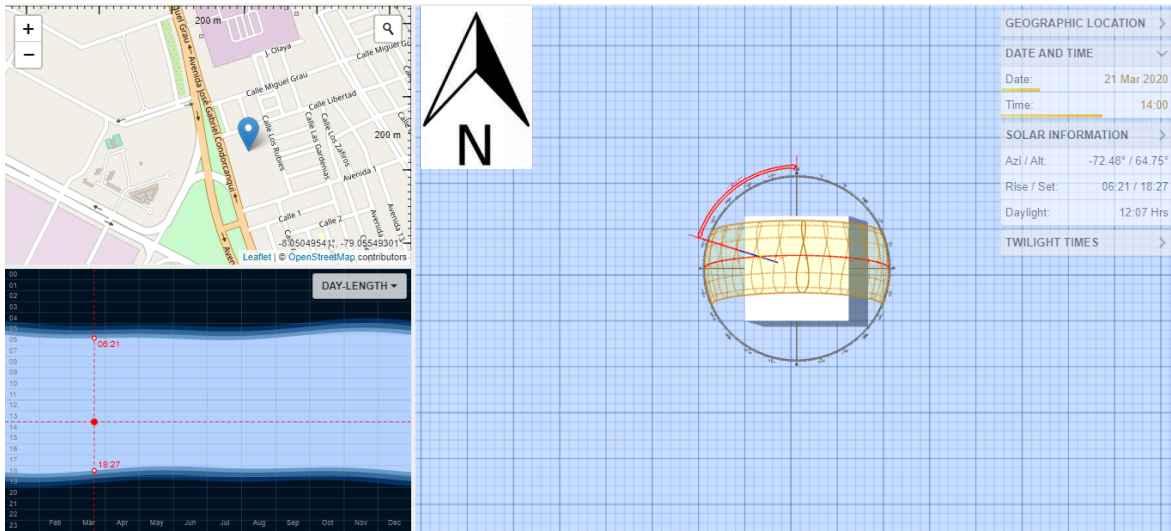 +
−
200 m
J. Olaya
Calle Miguel Gr
Grau
Avenida José Gabriel Condorcanqui
Calle Miguel Grau
Calle Libertad
Calle Los Rubíes
Calle Las Gardenias
Calle Los Zafiros
200 m
Avenida 1
Calle 1
Calle 2
-8.05049541°, -79.05549301°
Leaflet | © OpenStreetMap contributors
N
GEOGRAPHIC LOCATION
DATE AND TIME
Date: 21 Mar 2020
Time: 14:00
SOLAR INFORMATION
Azi / Alt: -72.48° / 64.75°
Rise / Set: 06:21 / 18:27
Daylight: 12:07 Hrs
TWILIGHT TIMES
DAY-LENGTH
00
01
02
03
04
05
06
06:21
07
08
09
10
11
12
13
14
15
16
17
18
18:27
19
20
21
22
23
Feb Mar Apr May Jun Jul Aug Sep Oct Nov Dec